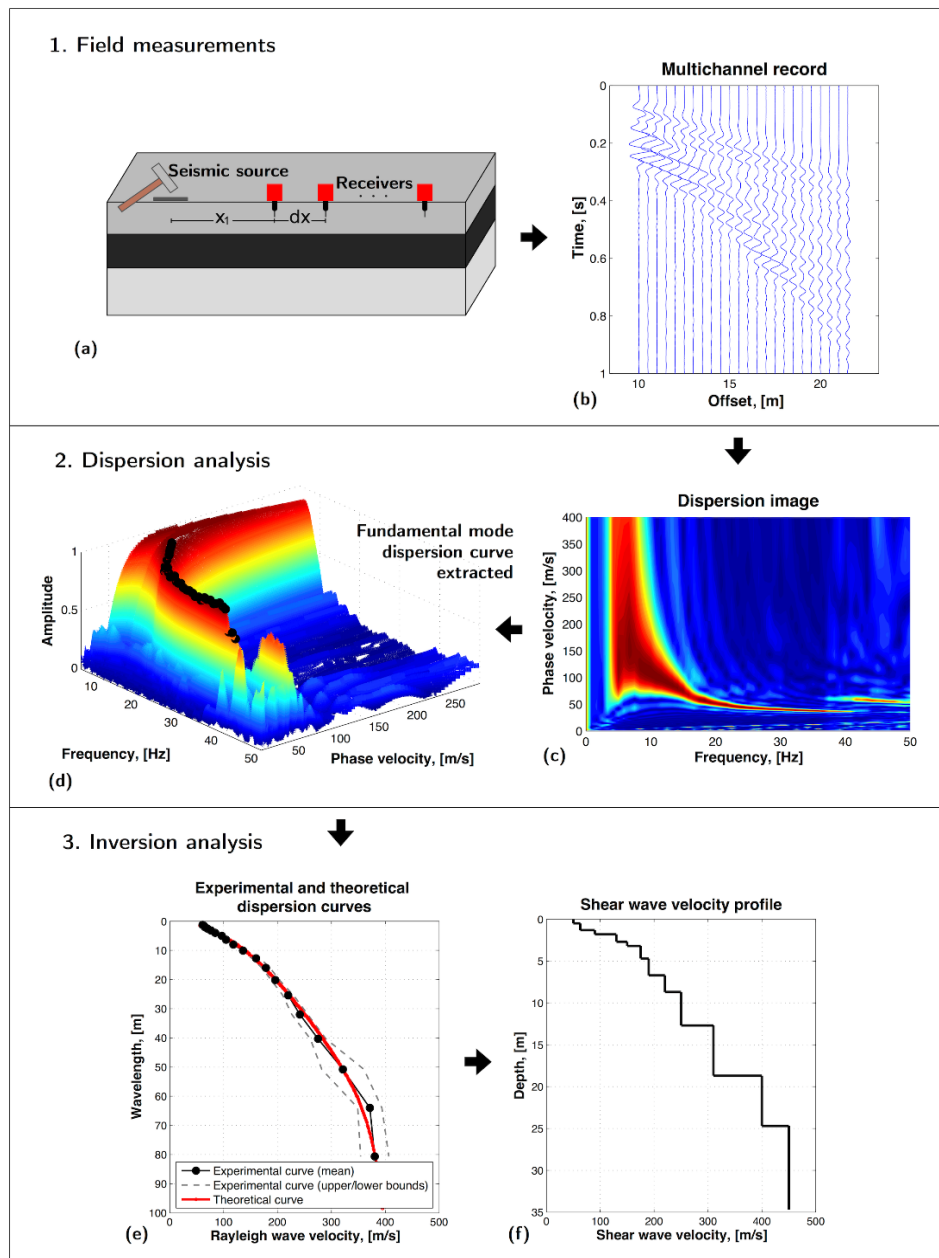 1. Field measurements
Seismic source
Receivers
. . .
x₁
dx
(a)
Multichannel record
0
0.2
0.4
0.6
0.8
1
Time, [s]
10
15
20
Offset, [m]
(b)
2. Dispersion analysis
Fundamental mode
dispersion curve
extracted
1
0.5
0
Amplitude
10
20
30
40
50
Frequency, [Hz]
50
100
150
200
250
Phase velocity, [m/s]
(d)
Dispersion image
400
350
300
250
200
150
100
50
0
Phase velocity, [m/s]
0
10
20
30
40
50
Frequency, [Hz]
(c)
3. Inversion analysis
Experimental and theoretical
dispersion curves
0
10
20
30
40
50
60
70
80
90
100
Wavelength, [m]
Experimental curve (mean)
Experimental curve (upper/lower bounds)
Theoretical curve
0
100
200
300
400
500
Rayleigh wave velocity, [m/s]
(e)
Shear wave velocity profile
0
5
10
15
20
25
30
35
Depth, [m]
0
100
200
300
400
500
Shear wave velocity, [m/s]
(f)